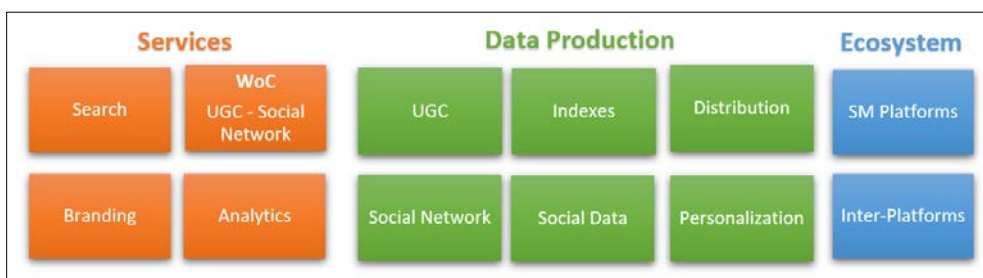 Services
Data Production
Ecosystem
Search
WoC
UGC - Social
Network
UGC
Indexes
Distribution
SM Platforms
Branding
Analytics
Social Network
Social Data
Personalization
Inter-Platforms